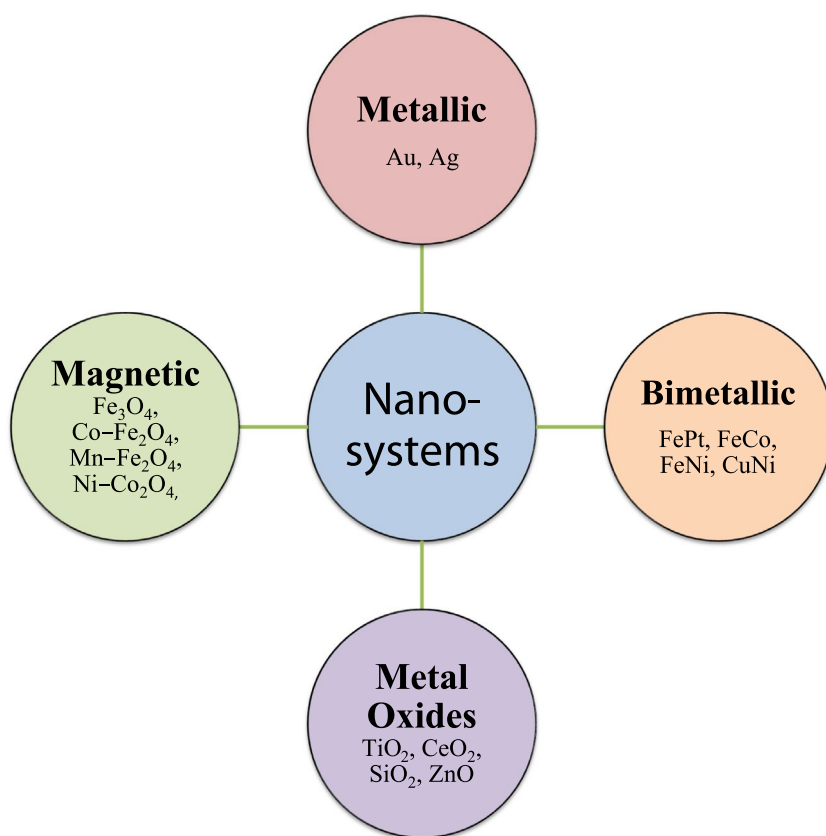 Metallic
Au, Ag
Magnetic
Fe₃O₄,
Co–Fe₂O₄,
Mn–Fe₂O₄,
Ni–Co₂O₄,
Nano-
systems
Bimetallic
FePt, FeCo,
FeNi, CuNi
Metal
Oxides
TiO₂, CeO₂,
SiO₂, ZnO